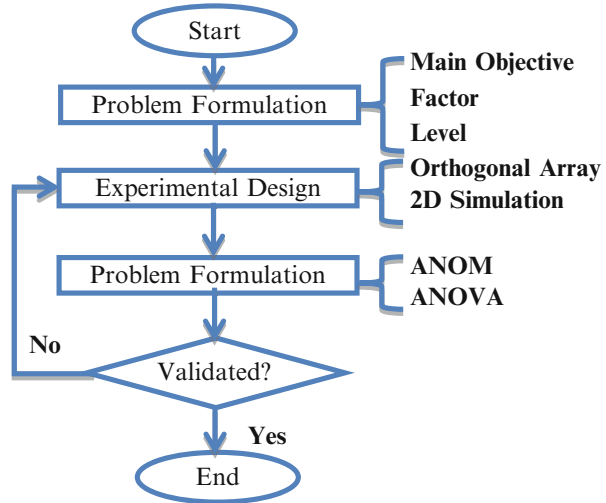 Start
Problem Formulation
Main Objective
Factor
Level
Experimental Design
Orthogonal Array
2D Simulation
Problem Formulation
ANOM
ANOVA
No
Validated?
Yes
End